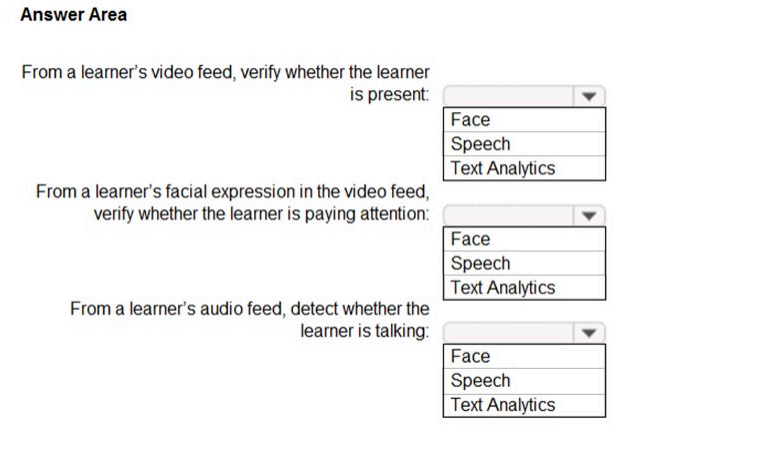 Answer Area
From a learner's video feed, verify whether the learner
is present:
Face
Speech
Text Analytics
From a learner's facial expression in the video feed,
verify whether the learner is paying attention:
Face
Speech
Text Analytics
From a learner's audio feed, detect whether the
learner is talking:
Face
Speech
Text Analytics